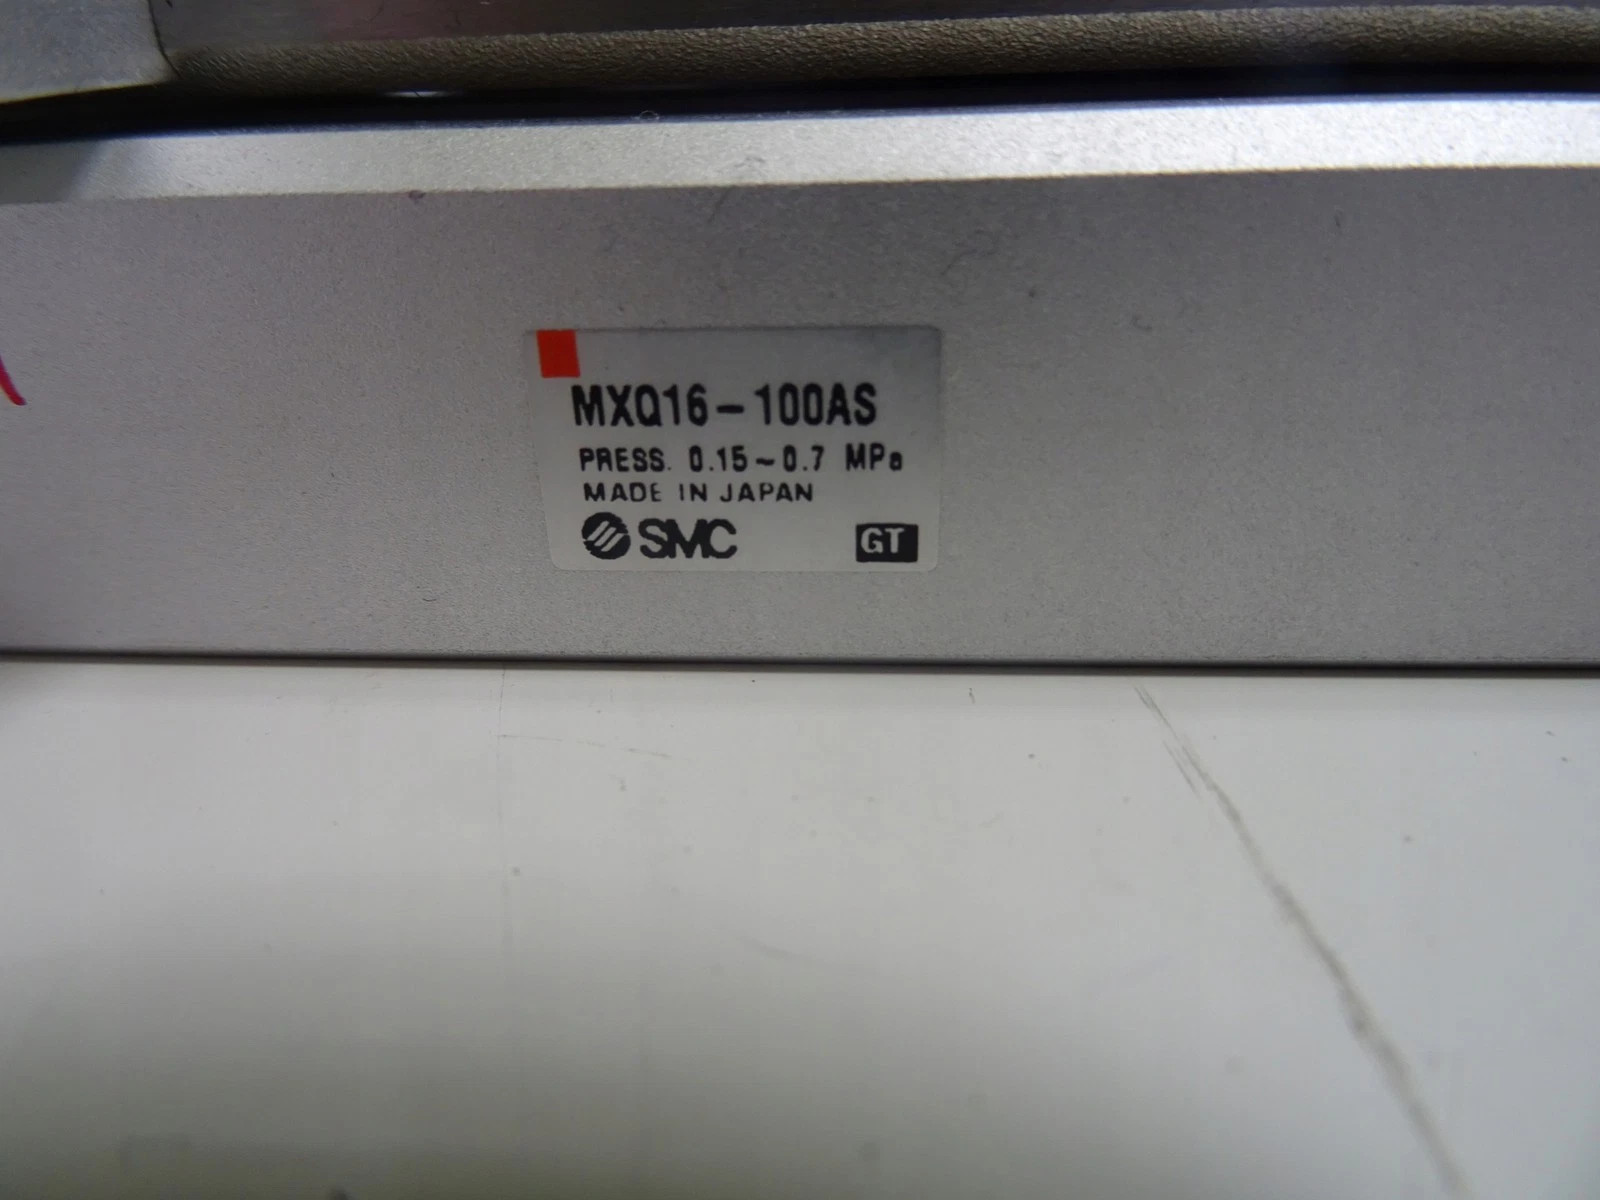 MXQ16-100AS
PRESS. 0.15~0.7 MPa
MADE IN JAPAN
SMC GT